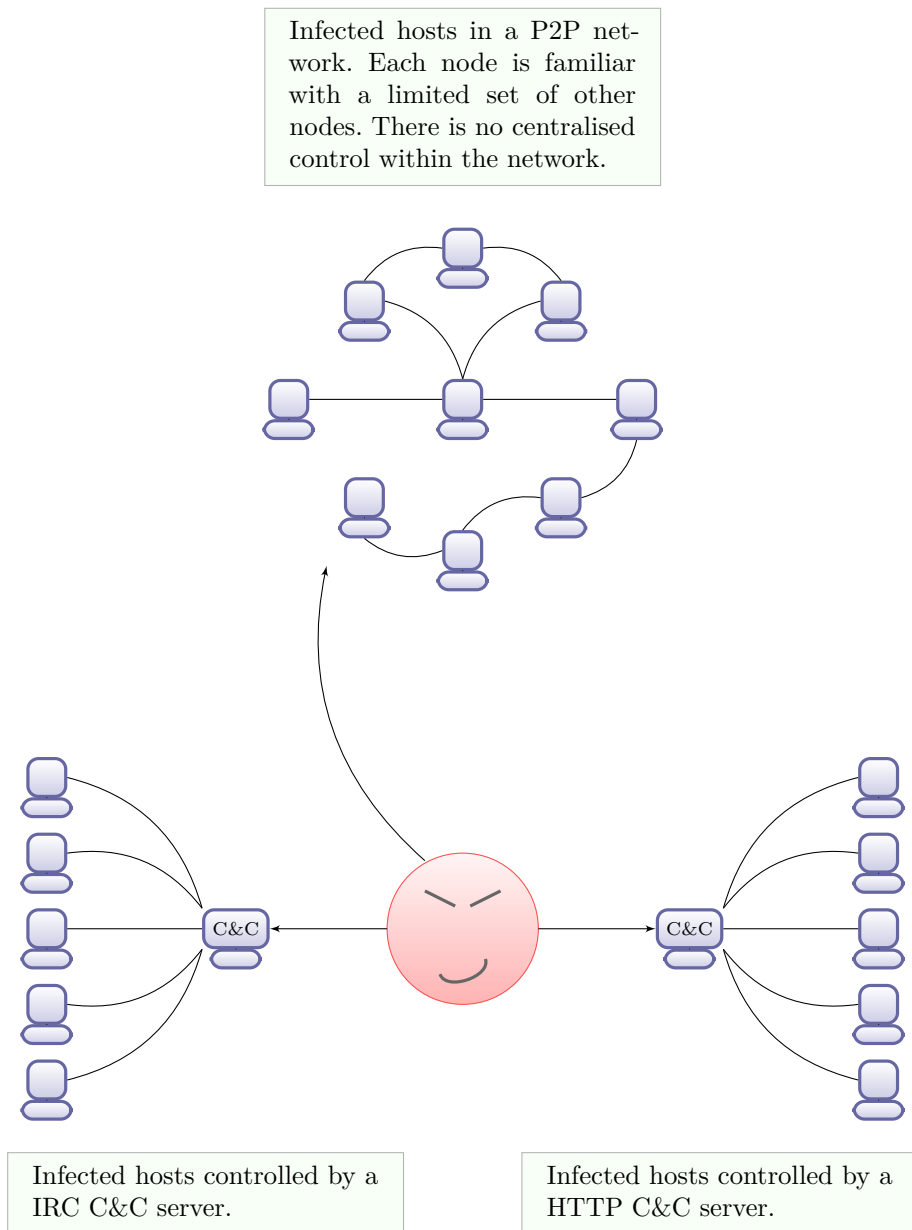 Infected hosts in a P2P net-
work. Each node is familiar
with a limited set of other
nodes. There is no centralised
control within the network.
C&C
C&C
Infected hosts controlled by a
IRC C&C server.
Infected hosts controlled by a
HTTP C&C server.